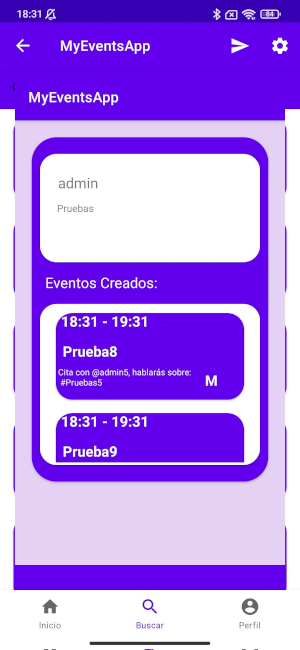 18:31
84
MyEventsApp
MyEventsApp
admin
Pruebas
Eventos Creados:
18:31 - 19:31
Prueba8
Cita con @admin5, hablarás sobre:
#Pruebas5
M
18:31 - 19:31
Prueba9
Inicio
Buscar
Perfil